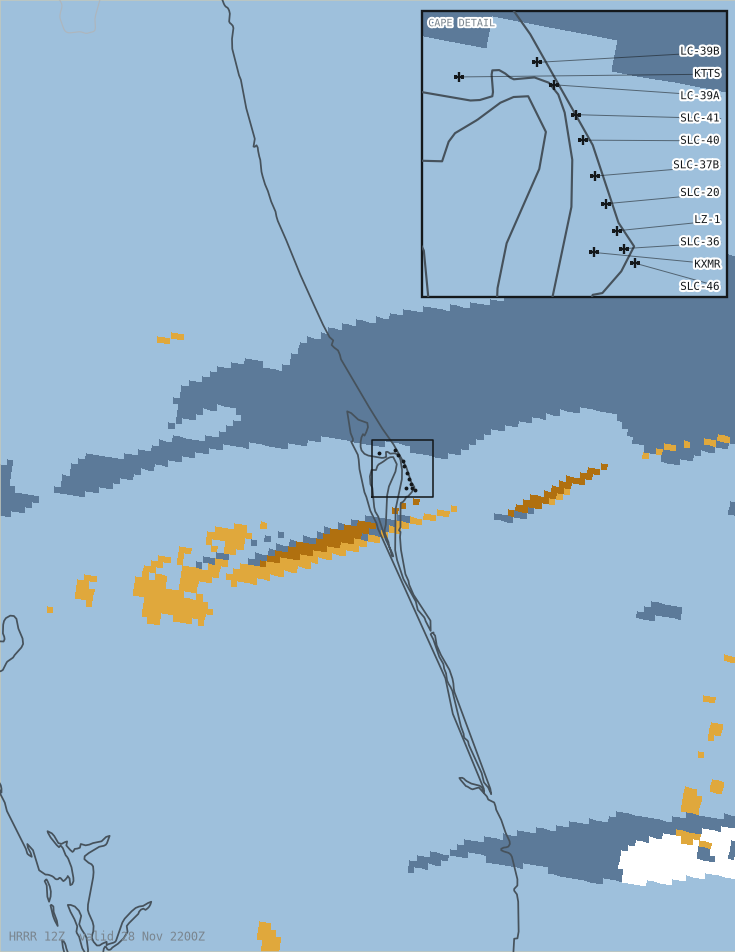 CAPE DETAIL
LC-39B
KTTS
LC-39A
SLC-41
SLC-40
SLC-37B
SLC-20
LZ-1
SLC-36
KXMR
SLC-46
HRRR 12Z valid 28 Nov 2200Z